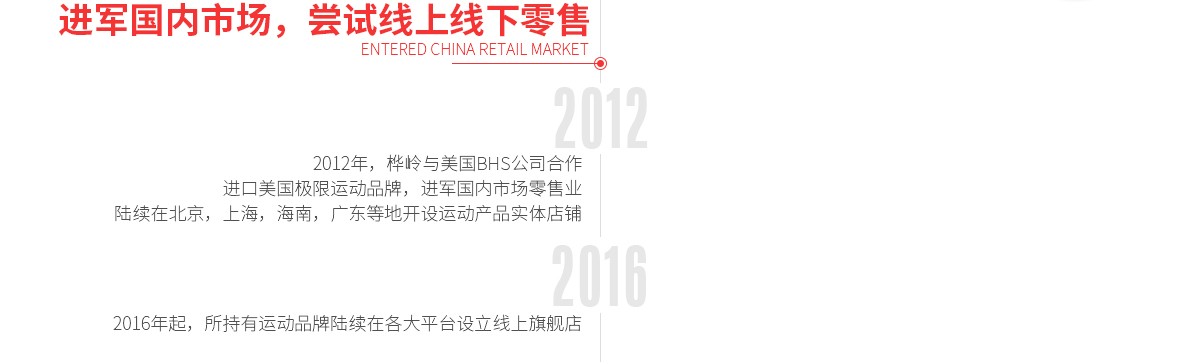 进军国内市场，尝试线上线下零售
ENTERED CHINA RETAIL MARKET
2012
2012年，桦岭与美国BHS公司合作
进口美国极限运动品牌，进军国内市场零售业
陆续在北京，上海，海南，广东等地开设运动产品实体店铺
2016
2016年起，所持有运动品牌陆续在各大平台设立线上旗舰店